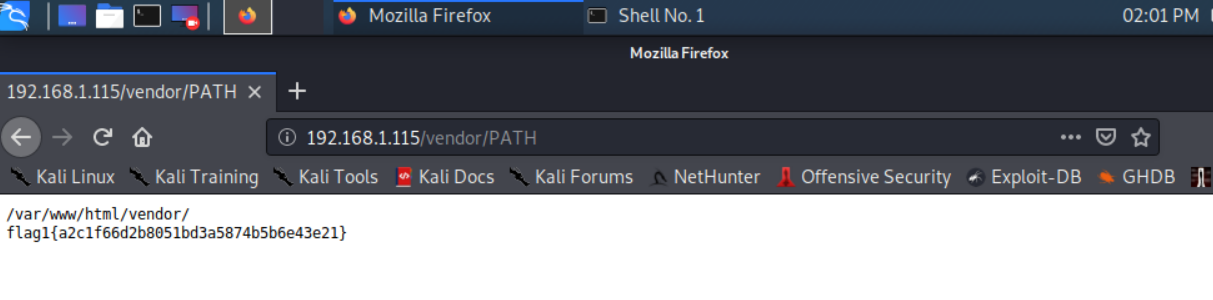 Mozilla Firefox
Shell No. 1
02:01 PM
Mozilla Firefox
192.168.1.115/vendor/PATH
192.168.1.115/vendor/PATH
Kali Linux
Kali Training
Kali Tools
Kali Docs
Kali Forums
NetHunter
Offensive Security
Exploit-DB
GHDB
/var/www/html/vendor/
flag1{a2c1f66d2b8051bd3a5874b5b6e43e21}